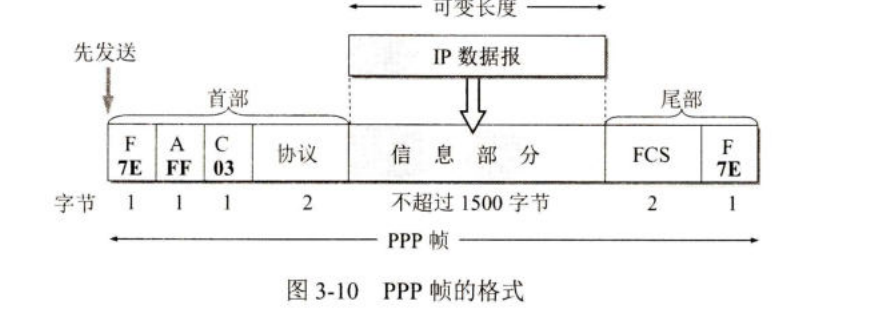 可变长度
先发送
IP 数据报
首部
尾部
F A C 协议 信息部分 FCS F
7E FF 03 7E
字节 1 1 1 2 不超过 1500 字节 2 1
PPP 帧
图 3-10 PPP 帧的格式